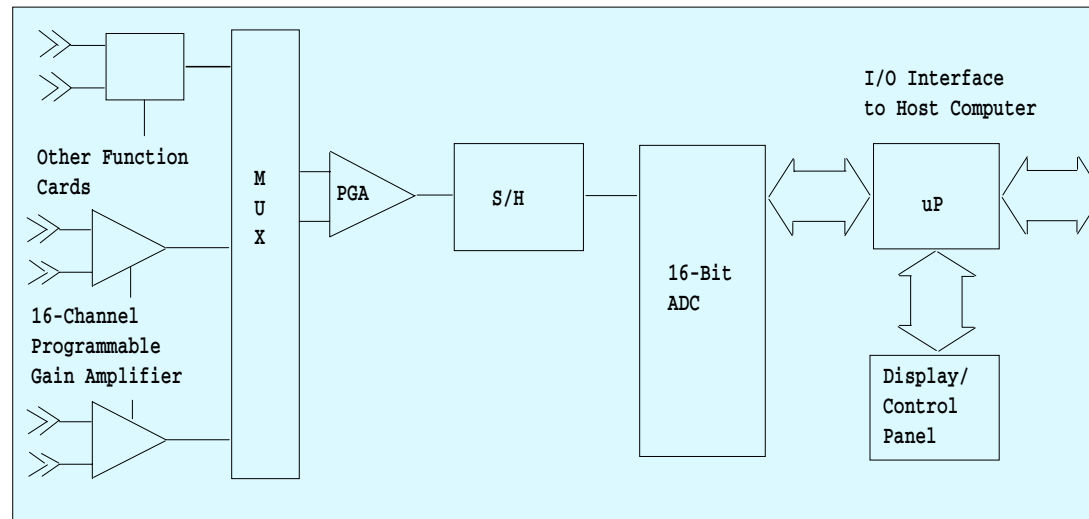 Other Function
Cards
16-Channel
Programmable
Gain Amplifier
M
U
X
PGA
S/H
16-Bit
ADC
I/O Interface
to Host Computer
uP
Display/
Control
Panel